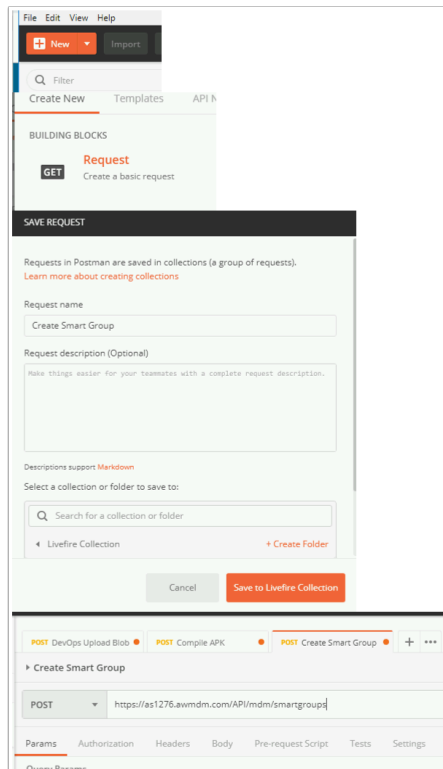 File Edit View Help
New Import
Filter
Create New Templates API N
BUILDING BLOCKS
GET
Request
Create a basic request
SAVE REQUEST
Requests in Postman are saved in collections (a group of requests).
Learn more about creating collections
Request name
Create Smart Group
Request description (Optional)
Make things easier for your teammates with a complete request description.
Descriptions support Markdown
Select a collection or folder to save to:
Search for a collection or folder
Livefire Collection + Create Folder
Cancel Save to Livefire Collection
POST DevOps Upload Blob POST Compile APK POST Create Smart Group + •••
Create Smart Group
POST https://as1276.awmdm.com/API/mdm/smartgroups
Params Authorization Headers Body Pre-request Script Tests Settings
Query Params